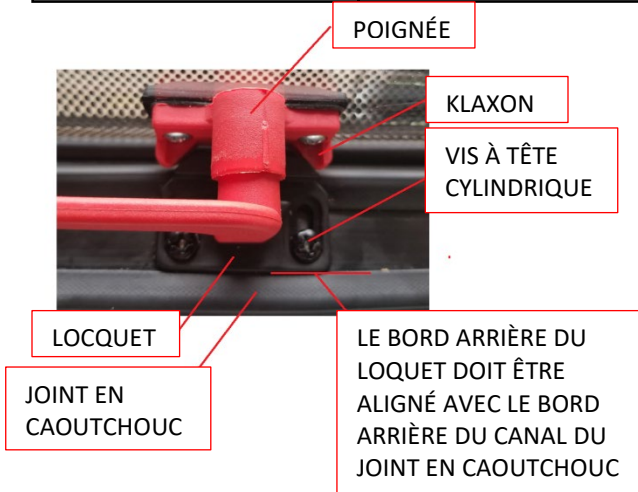 POIGNÉE
KLAXON
VIS À TÊTE
CYLINDRIQUE
LOCQUET
JOINT EN
CAOUTCHOUC
LE BORD ARRIÈRE DU
LOQUET DOIT ÊTRE
ALIGNÉ AVEC LE BORD
ARRIÈRE DU CANAL DU
JOINT EN CAOUTCHOUC